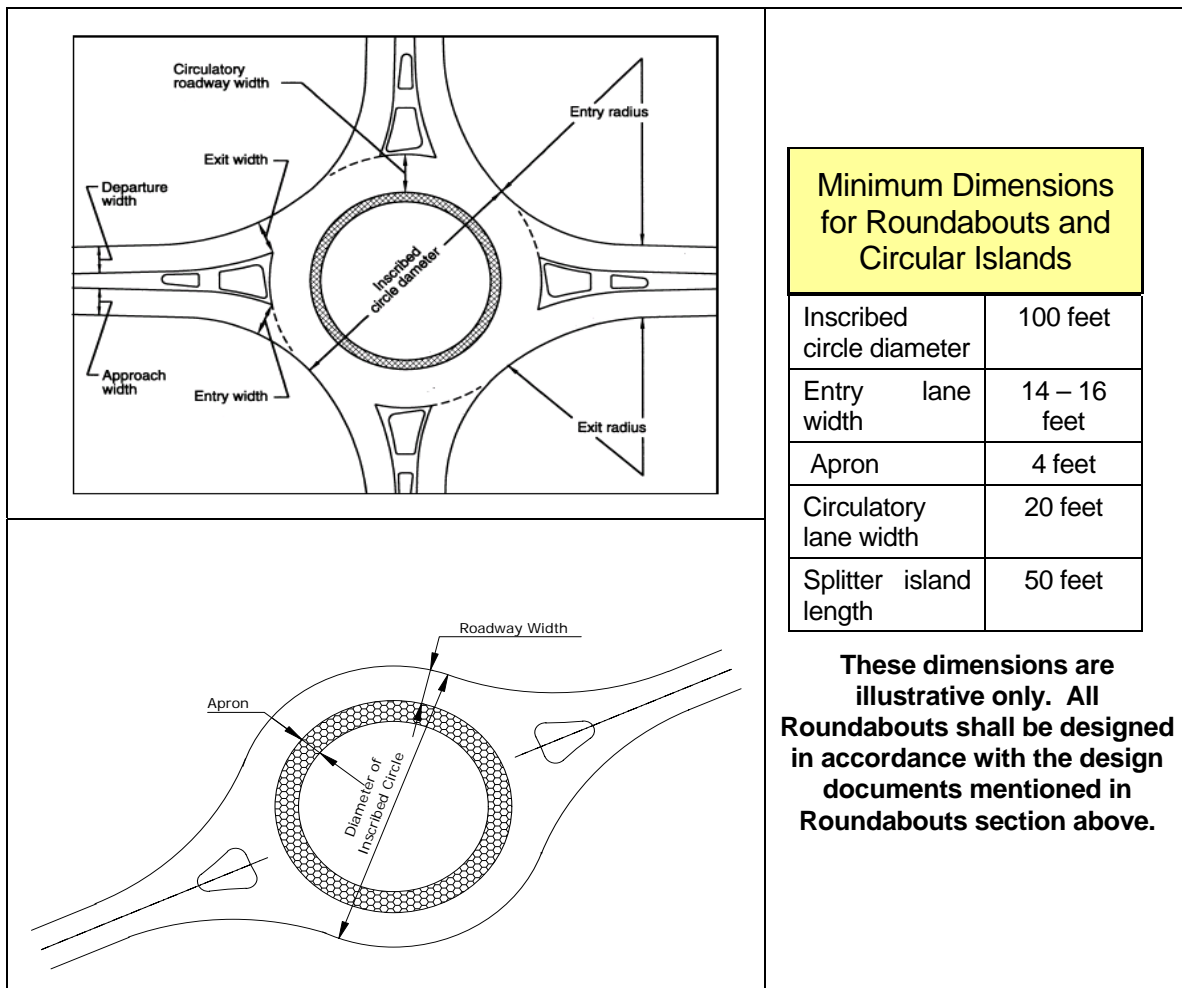 Circulatory
roadway width
Entry radius
Exit width
Departure
width
Inscribed
circle dameter
Approach
width
Entry width
Exit radius
Roadway Width
Apron
Diameter of
Inscribed Circle
Minimum Dimensions
for Roundabouts and
Circular Islands
Inscribed
circle diameter
100 feet
Entry lane
width
14 – 16
feet
Apron
4 feet
Circulatory
lane width
20 feet
Splitter island
length
50 feet
These dimensions are
illustrative only. All
Roundabouts shall be designed
in accordance with the design
documents mentioned in
Roundabouts section above.